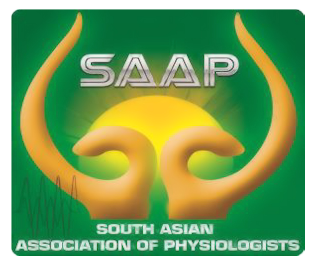 SAAP
SOUTH ASIAN
ASSOCIATION OF PHYSIOLOGISTS